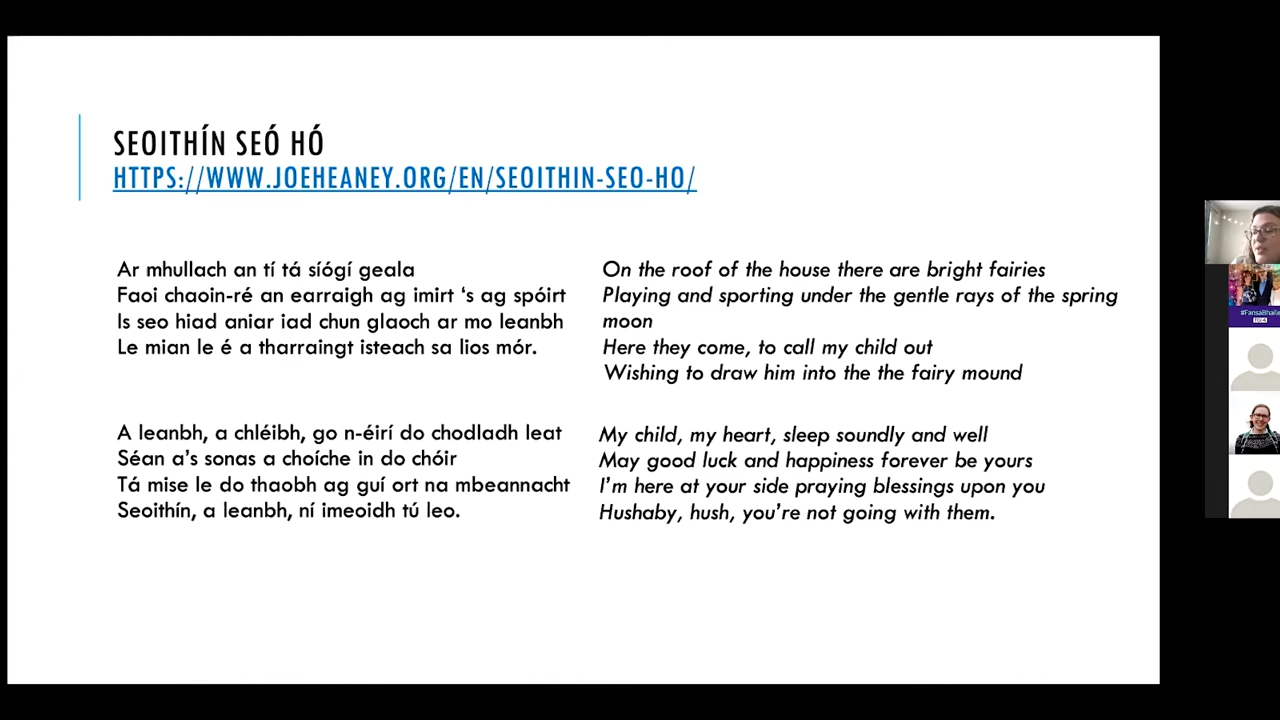 SEOITHÍN SEÓ HÓ
HTTPS://WWW.JOEHEANEY.ORG/EN/SEOITHIN-SEO-HO/
Ar mhullach an tí tá síógí geala
Faoi chaoin-ré an earraigh ag imirt ‘s ag spóirt
Is seo hiad aniar iad chun glaoch ar mo leanbh
Le mian le é a tharraingt isteach sa lios mór.
A leanbh, a chléibh, go n-éirí do chodladh leat
Séan a’s sonas a choíche in do chóir
Tá mise le do thaobh ag guí ort na mbeannacht
Seoithín, a leanbh, ní imeoidh tú leo.
On the roof of the house there are bright fairies
Playing and sporting under the gentle rays of the spring
moon
Here they come, to call my child out
Wishing to draw him into the the fairy mound
My child, my heart, sleep soundly and well
May good luck and happiness forever be yours
I’m here at your side praying blessings upon you
Hushaby, hush, you’re not going with them.